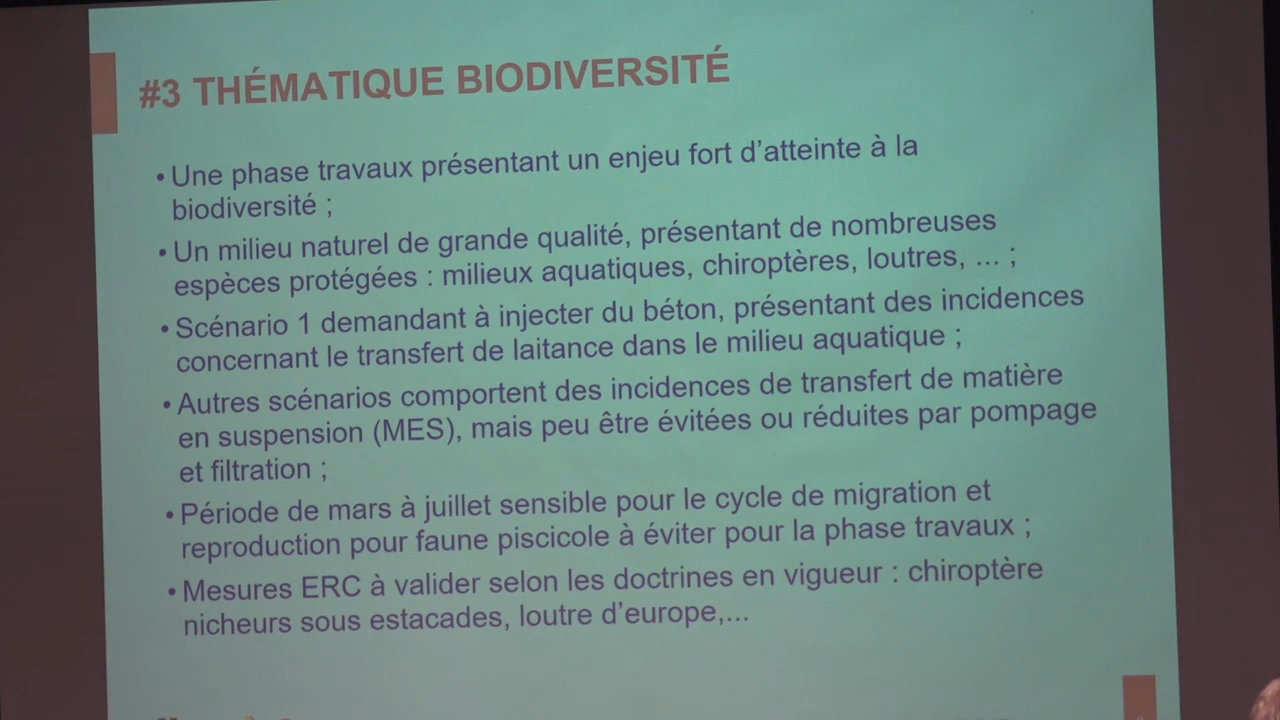 #3 THÉMATIQUE BIODIVERSITÉ
• Une phase travaux présentant un enjeu fort d'atteinte à la
biodiversité ;
• Un milieu naturel de grande qualité, présentant de nombreuses
espèces protégées : milieux aquatiques, chiroptères, loutres, ... ;
• Scénario 1 demandant à injecter du béton, présentant des incidences
concernant le transfert de laitance dans le milieu aquatique ;
• Autres scénarios comportent des incidences de transfert de matière
en suspension (MES), mais peu être évitées ou réduites par pompage
et filtration ;
• Période de mars à juillet sensible pour le cycle de migration et
reproduction pour faune piscicole à éviter pour la phase travaux ;
• Mesures ERC à valider selon les doctrines en vigueur : chiroptère
nicheurs sous estacades, loutre d'europe,...